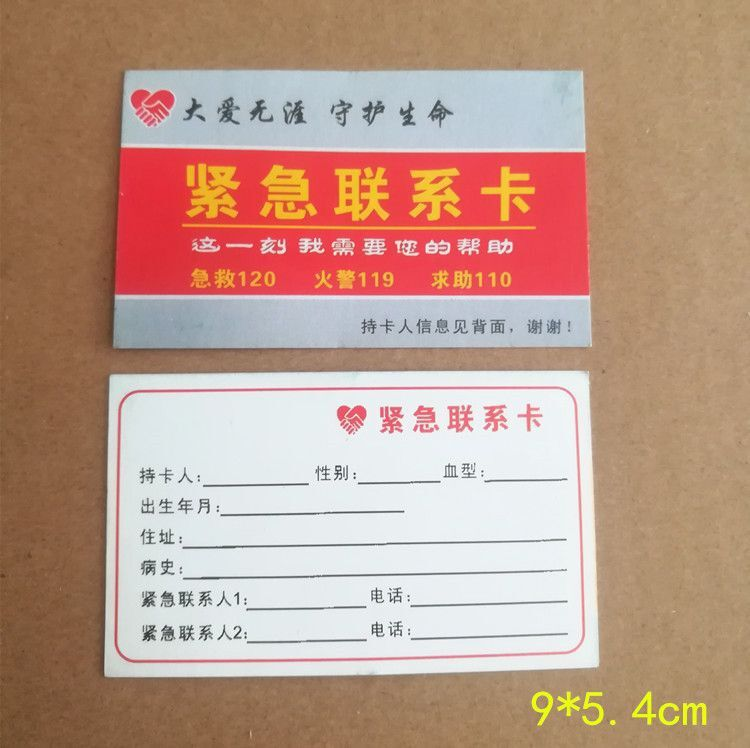 大爱无涯 守护生命
紧急联系卡
这一刻我需要您的帮助
急救120 火警119 求助110
持卡人信息见背面，谢谢！
紧急联系卡
持卡人： 性别： 血型：
出生年月：
住址：
病史：
紧急联系人1： 电话：
紧急联系人2： 电话：
9*5.4cm